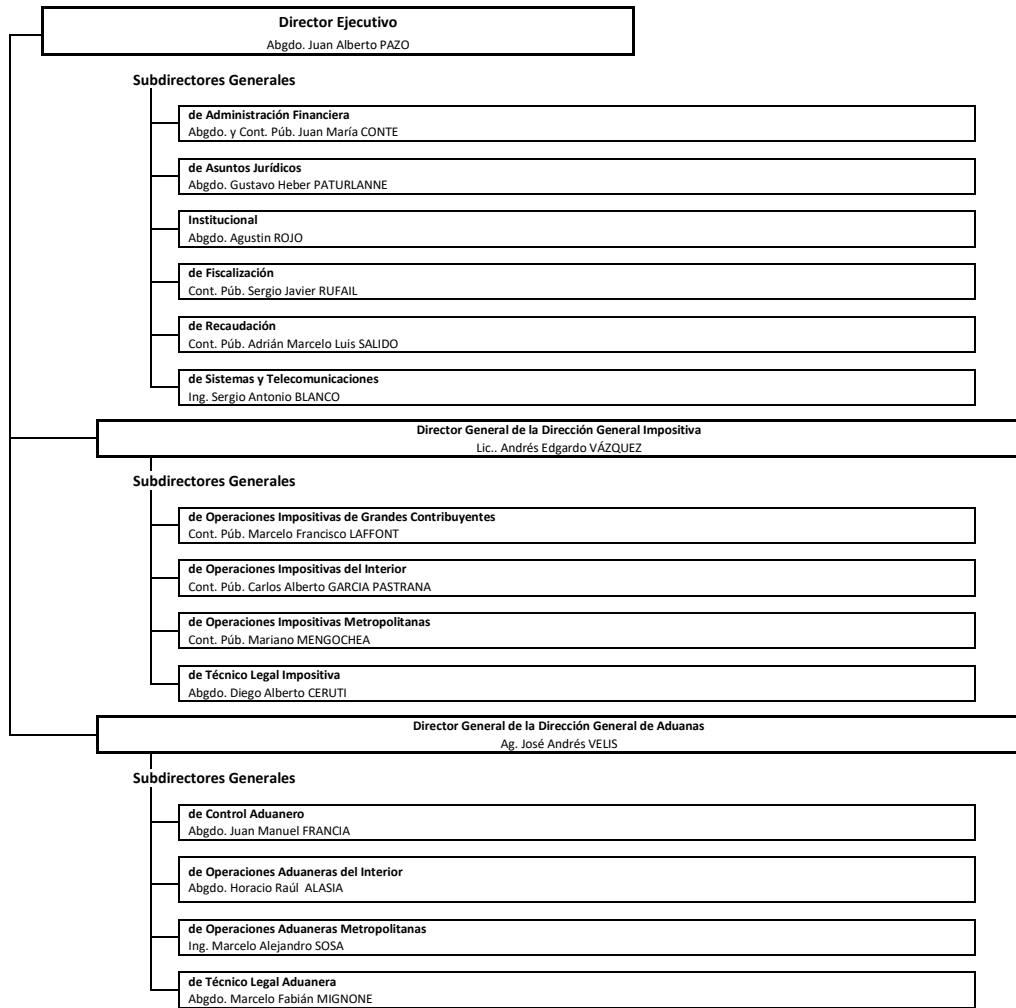 Director Ejecutivo
Abgdo. Juan Alberto PAZO
Subdirectores Generales
de Administración Financiera
Abgdo. y Cont. Púb. Juan María CONTE
de Asuntos Jurídicos
Abgdo. Gustavo Heber PATURLANNE
Institucional
Abgdo. Agustin ROJO
de Fiscalización
Cont. Púb. Sergio Javier RUFAIL
de Recaudación
Cont. Púb. Adrián Marcelo Luis SALIDO
de Sistemas y Telecomunicaciones
Ing. Sergio Antonio BLANCO
Director General de la Dirección General Impositiva
Lic.. Andrés Edgardo VÁZQUEZ
Subdirectores Generales
de Operaciones Impositivas de Grandes Contribuyentes
Cont. Púb. Marcelo Francisco LAFFONT
de Operaciones Impositivas del Interior
Cont. Púb. Carlos Alberto GARCIA PASTRANA
de Operaciones Impositivas Metropolitanas
Cont. Púb. Mariano MENGOCHEA
de Técnico Legal Impositiva
Abgdo. Diego Alberto CERUTI
Director General de la Dirección General de Aduanas
Ag. José Andrés VELIS
Subdirectores Generales
de Control Aduanero
Abgdo. Juan Manuel FRANCIA
de Operaciones Aduaneras del Interior
Abgdo. Horacio Raúl  ALASIA
de Operaciones Aduaneras Metropolitanas
Ing. Marcelo Alejandro SOSA
de Técnico Legal Aduanera
Abgdo. Marcelo Fabián MIGNONE